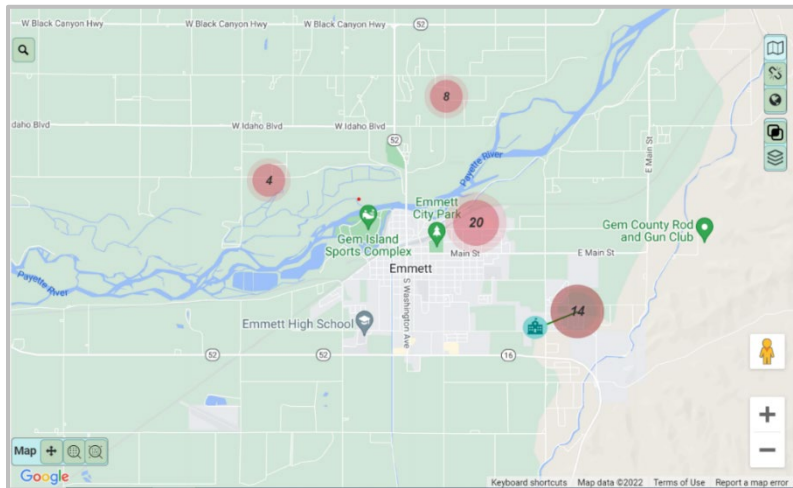 W Black Canyon Hwy
W Black Canyon Hwy
52
8
daho Blvd
W Idaho Blvd
W Idaho Blvd
52
E Main St
Payette River
4
Emmett
City Park
20
Gem Island
Sports Complex
Gem County Rod
and Gun Club
Main St
E Main St
Emmett
Payette River
S Washington Ave
14
Emmett High School
52
52
16
Map
Google
Keyboard shortcuts
Map data ©2022
Terms of Use
Report a map error